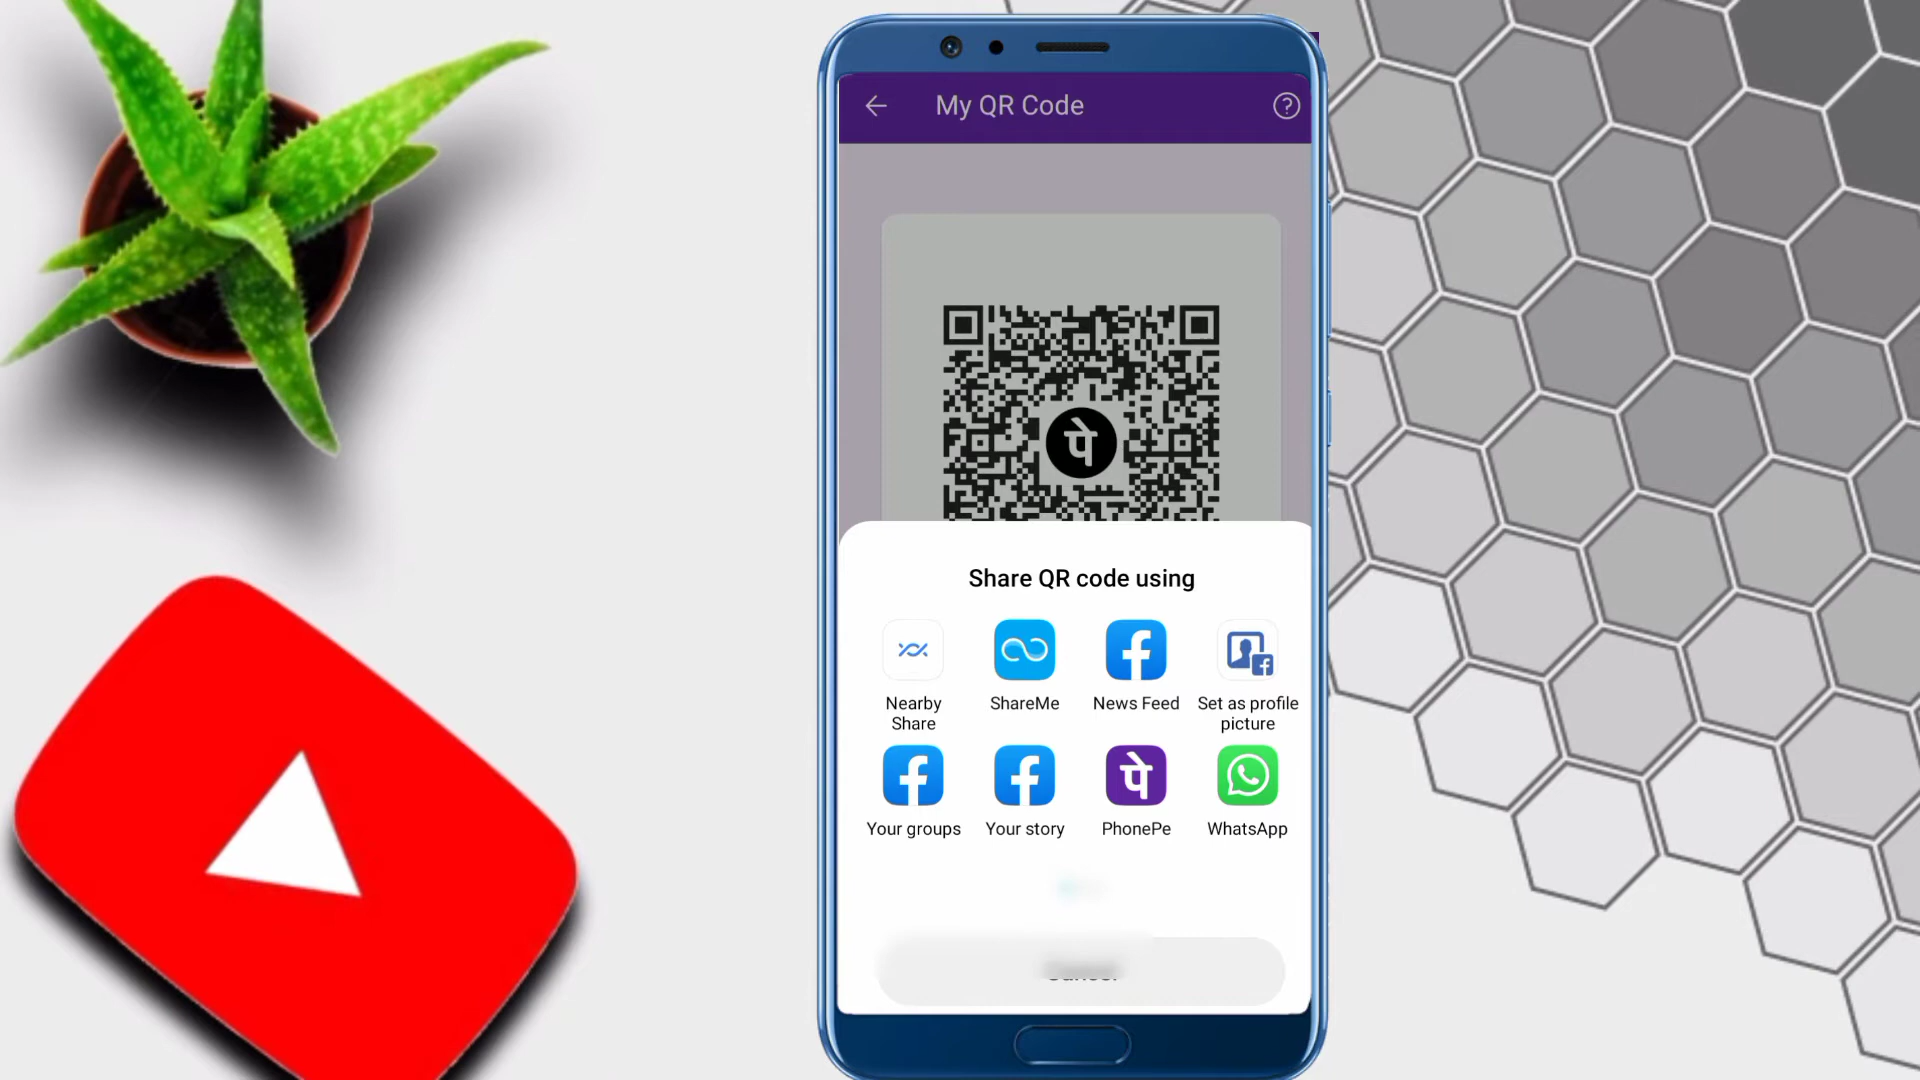 My QR Code
पे
Share QR code using
Nearby
Share
ShareMe
News Feed
Set as profile
picture
Your groups
Your story
पे
PhonePe
WhatsApp